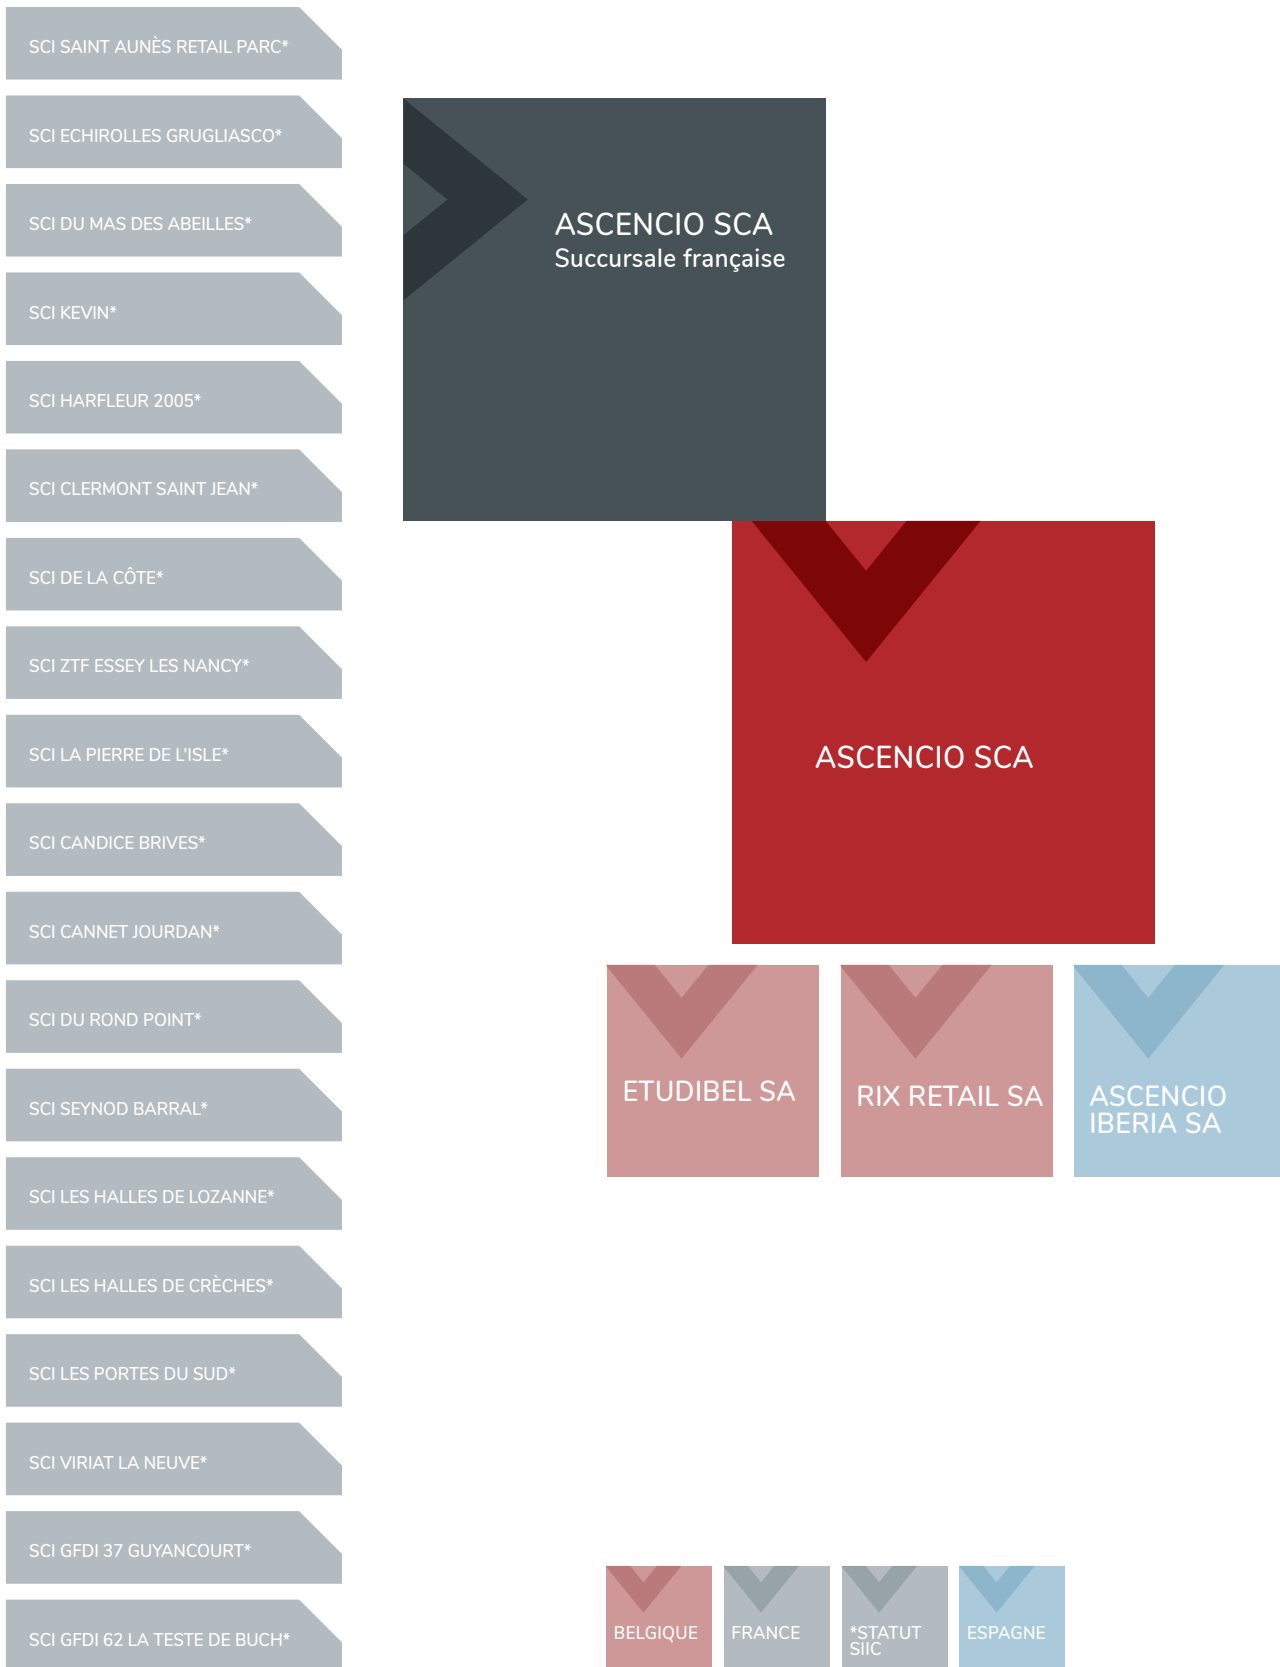 SCI SAINT AUNÈS RETAIL PARC*
SCI ECHIROLLES GRUGLIASCO*
SCI DU MAS DES ABEILLES*
SCI KEVIN*
SCI HARFLEUR 2005*
SCI CLERMONT SAINT JEAN*
SCI DE LA CÔTE*
SCI ZTF ESSEY LES NANCY*
SCI LA PIERRE DE L'ISLE*
SCI CANDICE BRIVES*
SCI CANNET JOURDAN*
SCI DU ROND POINT*
SCI SEYNOD BARRAL*
SCI LES HALLES DE LOZANNE*
SCI LES HALLES DE CRÈCHES*
SCI LES PORTES DU SUD*
SCI VIRIAT LA NEUVE*
SCI GFDI 37 GUYANCOURT*
SCI GFDI 62 LA TESTE DE BUCH*
ASCENCIO SCA
Succursale française
ASCENCIO SCA
ETUDIBEL SA
RIX RETAIL SA
ASCENCIO
IBERIA SA
BELGIQUE
FRANCE
*STATUT
SIIC
ESPAGNE